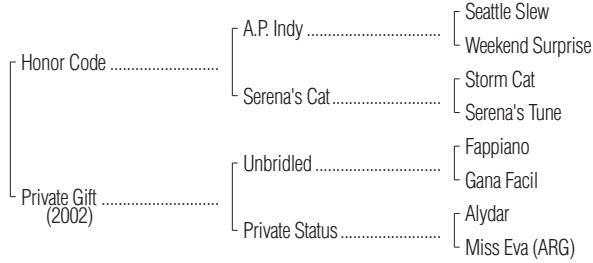 Seattle Slew
A.P. Indy ................................
Weekend Surprise
Honor Code ..........................
Storm Cat
Serena's Cat..........................
Serena's Tune
Fappiano
Unbridled ..............................
Gana Facil
Private Gift ............................
(2002)
Alydar
Private Status ........................
Miss Eva (ARG)